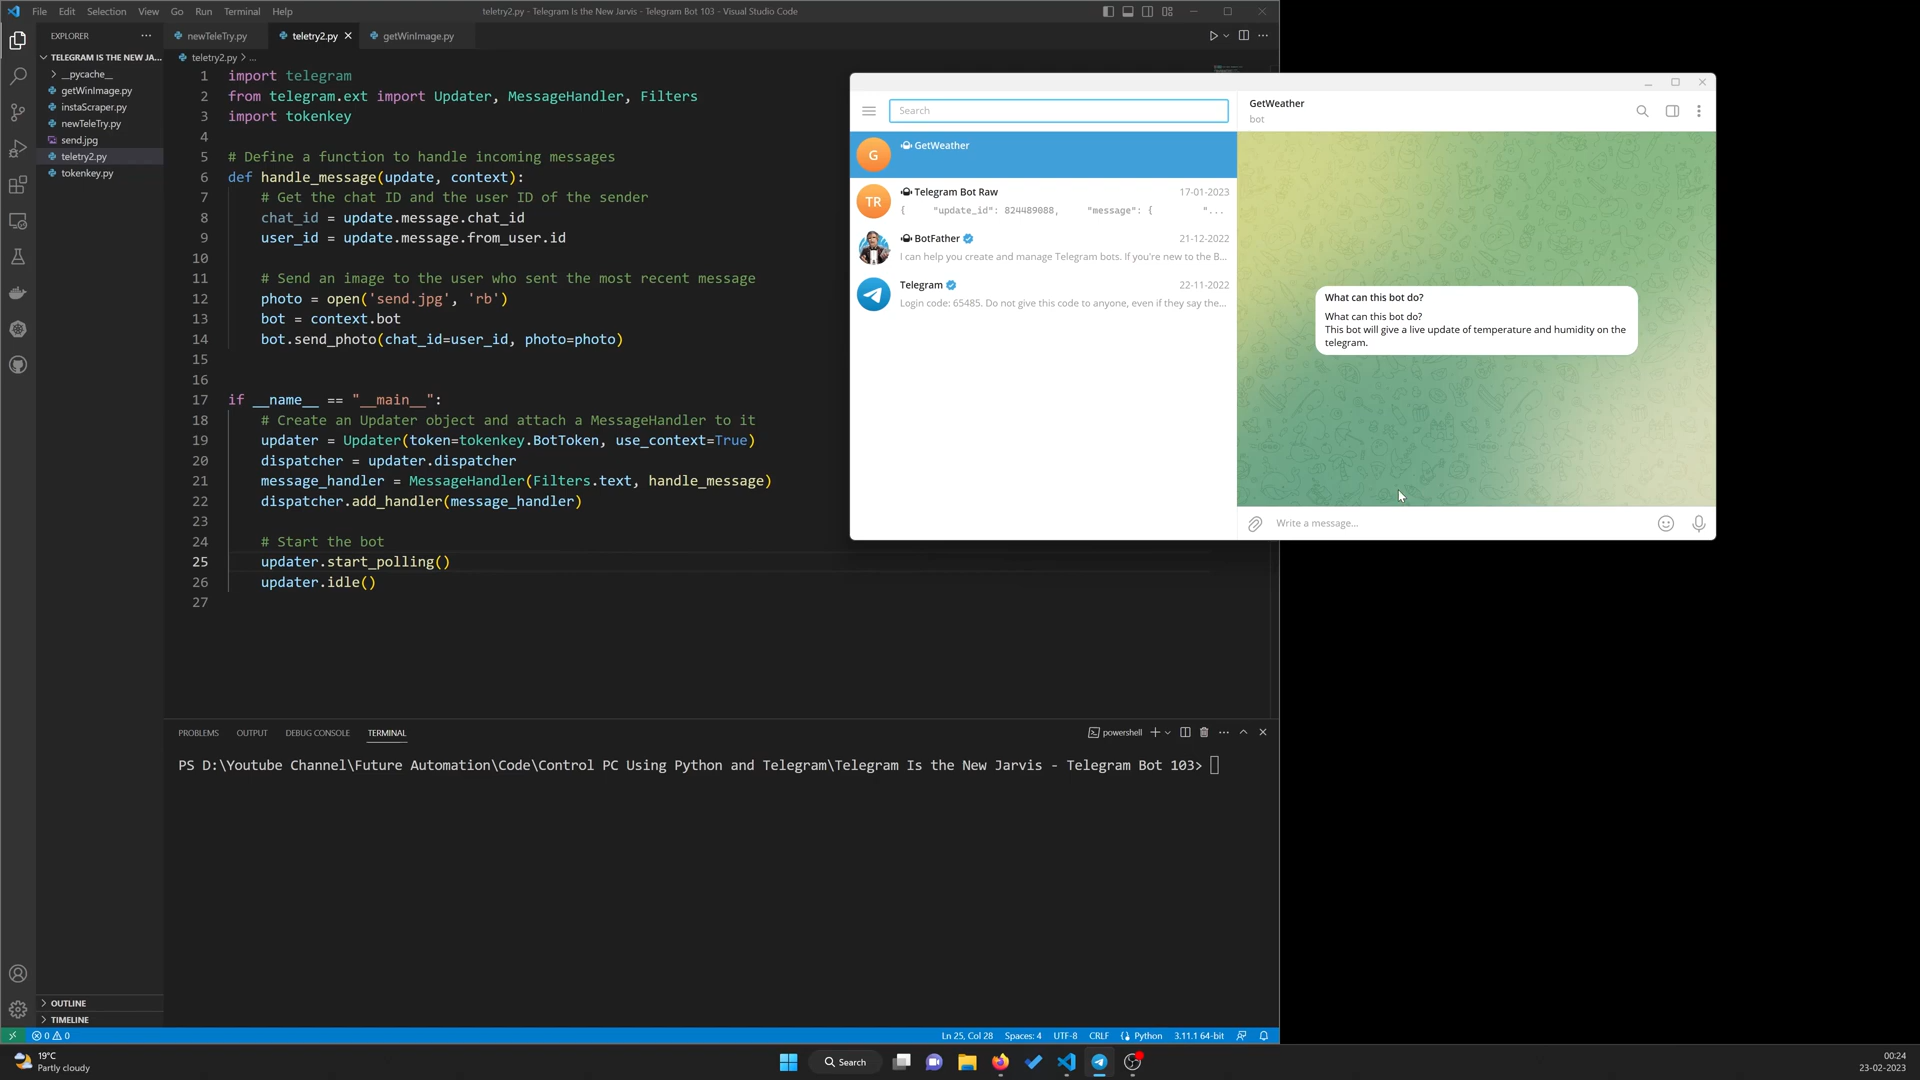 File Edit Selection View Go Run Terminal Help
teletry2.py - Telegram Is the New Jarvis - Telegram Bot 103 - Visual Studio Code
EXPLORER
TELEGRAM IS THE NEW JA...
__pycache__
getWinImage.py
instaScraper.py
newTeleTry.py
send.jpg
teletry2.py
tokenkey.py
OUTLINE
TIMELINE
newTeleTry.py teletry2.py getWinImage.py
teletry2.py > ...
1 import telegram
2 from telegram.ext import Updater, MessageHandler, Filters
3 import tokenkey
4
5 # Define a function to handle incoming messages
6 def handle_message(update, context):
7 # Get the chat ID and the user ID of the sender
8 chat_id = update.message.chat_id
9 user_id = update.message.from_user.id
10
11 # Send an image to the user who sent the most recent message
12 photo = open('send.jpg', 'rb')
13 bot = context.bot
14 bot.send_photo(chat_id=user_id, photo=photo)
15
16
17 if __name__ == "__main__":
18 # Create an Updater object and attach a MessageHandler to it
19 updater = Updater(token=tokenkey.BotToken, use_context=True)
20 dispatcher = updater.dispatcher
21 message_handler = MessageHandler(Filters.text, handle_message)
22 dispatcher.add_handler(message_handler)
23
24 # Start the bot
25 updater.start_polling()
26 updater.idle()
27
Search
G
GetWeather
TR
Telegram Bot Raw 17-01-2023
{ "update_id": 824489088, "message": { "...
BotFather 21-12-2022
I can help you create and manage Telegram bots. If you're new to the B...
Telegram 22-11-2022
Login code: 65485. Do not give this code to anyone, even if they say the...
GetWeather
bot
What can this bot do?
What can this bot do?
This bot will give a live update of temperature and humidity on the
telegram.
Write a message...
PROBLEMS OUTPUT DEBUG CONSOLE TERMINAL
powershell
PS D:\Youtube Channel\Future Automation\Code\Control PC Using Python and Telegram\Telegram Is the New Jarvis - Telegram Bot 103>
0 0
Ln 25, Col 28 Spaces: 4 UTF-8 CRLF Python 3.11.1 64-bit
19°C
Partly cloudy
Search
00:24
23-02-2023